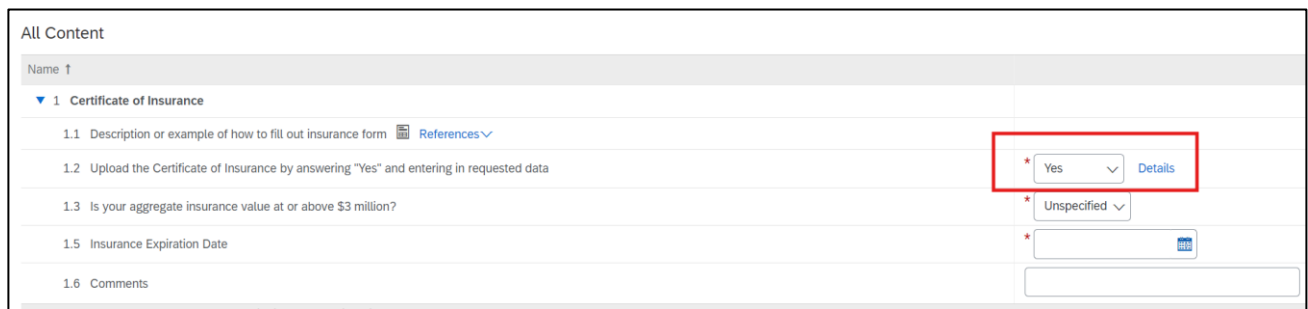 All Content
Name ↑
▼ 1 Certificate of Insurance
1.1 Description or example of how to fill out insurance form References
1.2 Upload the Certificate of Insurance by answering "Yes" and entering in requested data * Yes Details
1.3 Is your aggregate insurance value at or above $3 million? * Unspecified
1.5 Insurance Expiration Date *
1.6 Comments